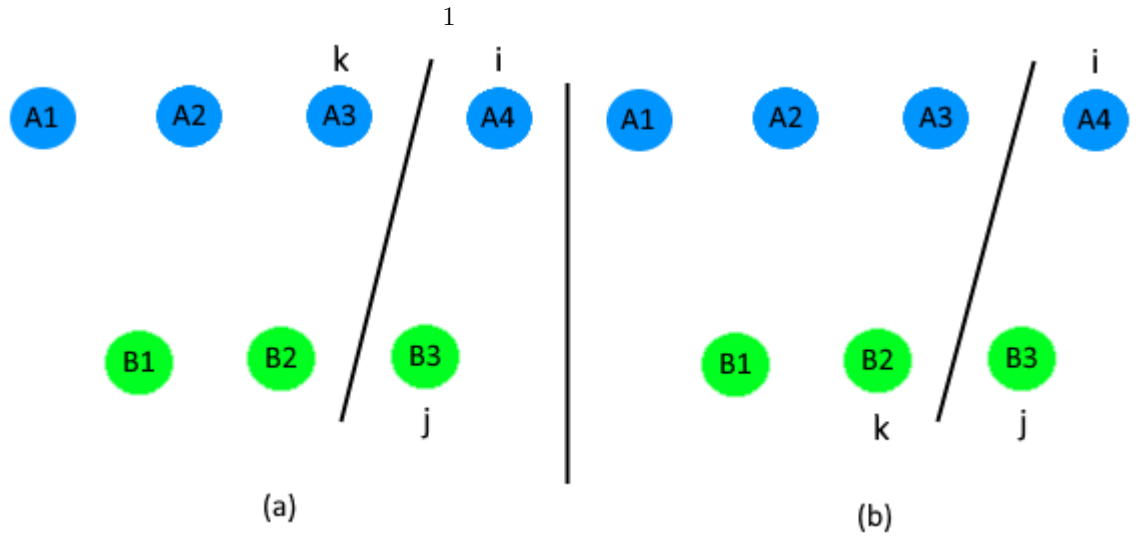 1
k i i
A1 A2 A3 A4 A1 A2 A3 A4
B1 B2 B3 B1 B2 B3
j k j
(a) (b)